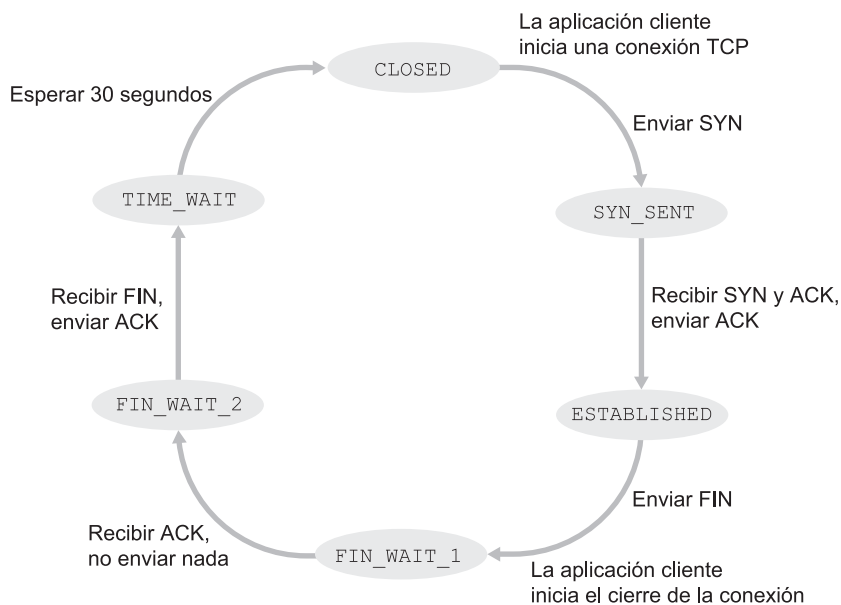 La aplicación cliente
inicia una conexión TCP
CLOSED
Esperar 30 segundos
Enviar SYN
TIME_WAIT
SYN_SENT
Recibir FIN,
enviar ACK
Recibir SYN y ACK,
enviar ACK
FIN_WAIT_2
ESTABLISHED
Enviar FIN
Recibir ACK,
no enviar nada
FIN_WAIT_1
La aplicación cliente
inicia el cierre de la conexión